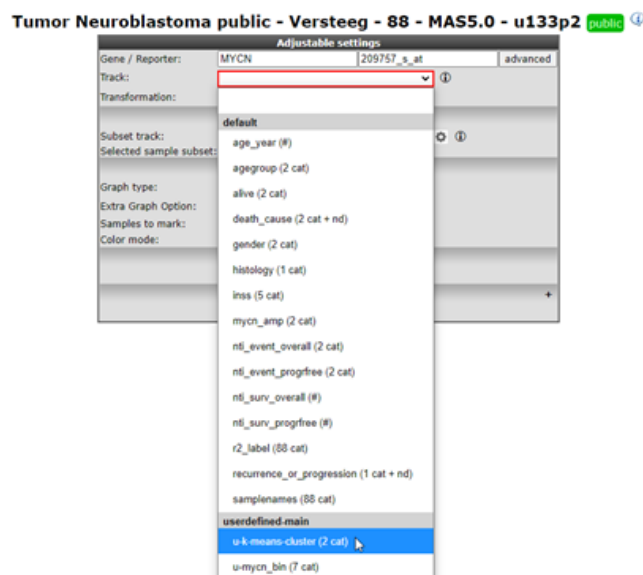 Tumor Neuroblastoma public - Versteeg - 88 - MAS5.0 - u133p2 public
Adjustable settings
Gene / Reporter: MYCN 209757_s_at advanced
Track:
Transformation:
default
Subset track:
age_year (#)
Selected sample subset:
agegroup (2 cat)
Graph type:
alive (2 cat)
Extra Graph Option:
death_cause (2 cat + nd)
Samples to mark:
Color mode:
gender (2 cat)
histology (1 cat)
inss (5 cat) +
mycn_amp (2 cat)
nti_event_overall (2 cat)
nti_event_progrfree (2 cat)
nti_surv_overall (#)
nti_surv_progrfree (#)
r2_label (88 cat)
recurrence_or_progression (1 cat + nd)
samplenames (88 cat)
userdefined-main
u-k-means-cluster (2 cat)
u-mycn_bin (7 cat)